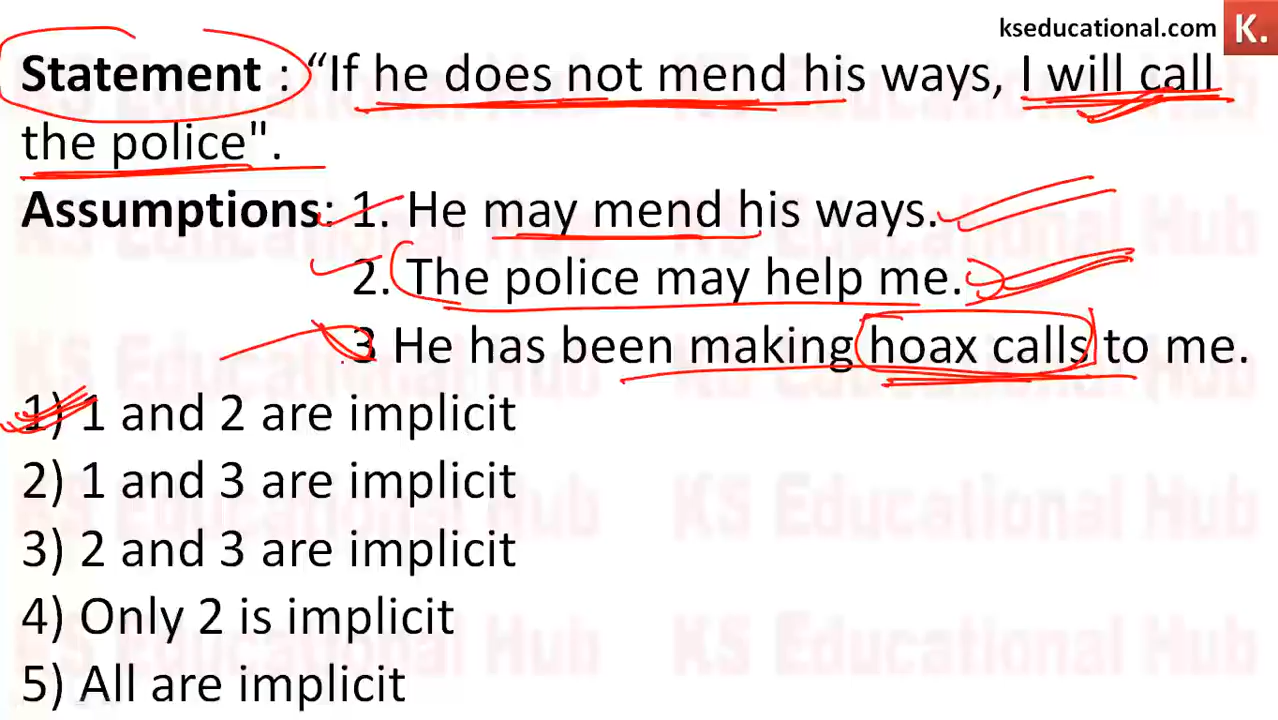 kseducational.com K.
Statement : “If he does not mend his ways, I will call
the police".
Assumptions: 1. He may mend his ways.
2. The police may help me.
3 He has been making hoax calls to me.
1) 1 and 2 are implicit
2) 1 and 3 are implicit
3) 2 and 3 are implicit
4) Only 2 is implicit
5) All are implicit